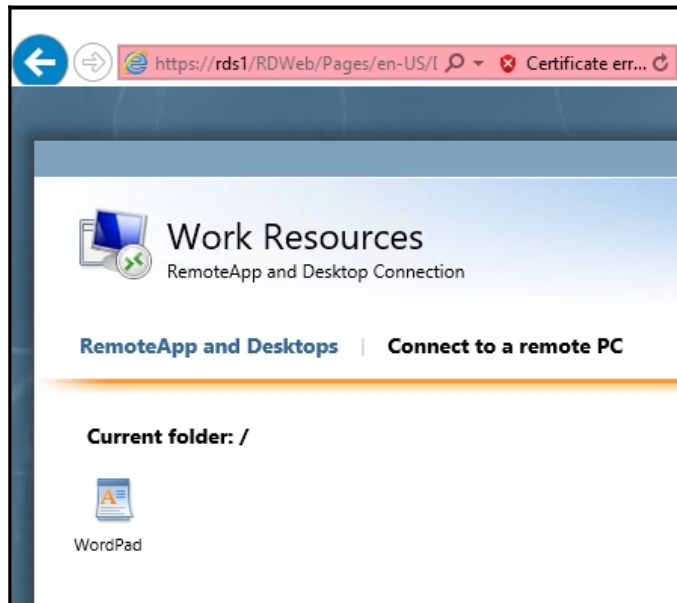 https://rds1/RDWeb/Pages/en-US/ Certificate err...
Work Resources
RemoteApp and Desktop Connection
RemoteApp and Desktops | Connect to a remote PC
Current folder: /
WordPad